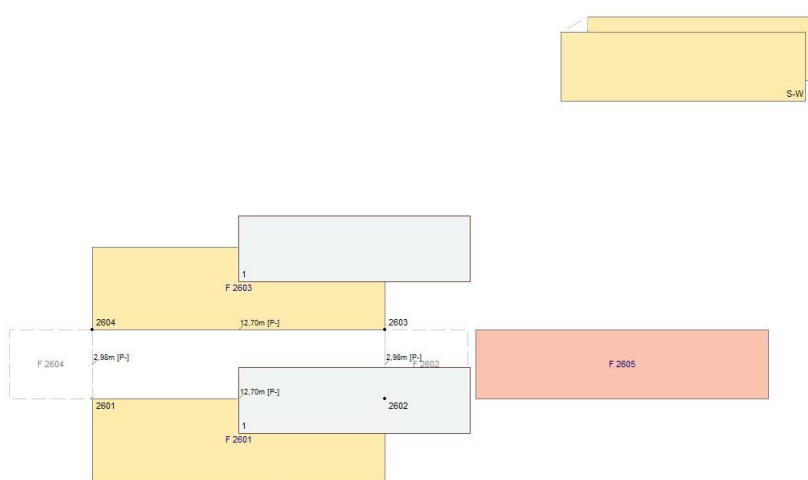 S-W
1
F 2603
2604
12,70m [P-]
2603
F 2604
2,98m [P-]
2,98m [P-]
F 2602
F 2605
2601
12,70m [P-]
2602
1
F 2601